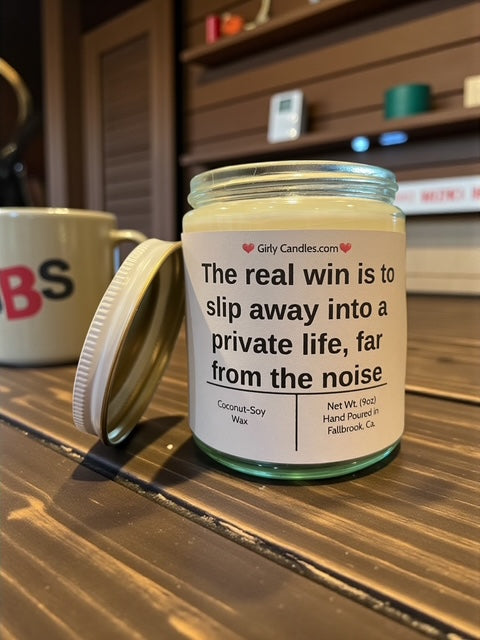 ❤ Girly Candles.com ❤
The real win is to
slip away into a
private life, far
from the noise
Coconut-Soy
Wax
Net Wt. (9oz)
Hand Poured in
Fallbrook, Ca.
BS